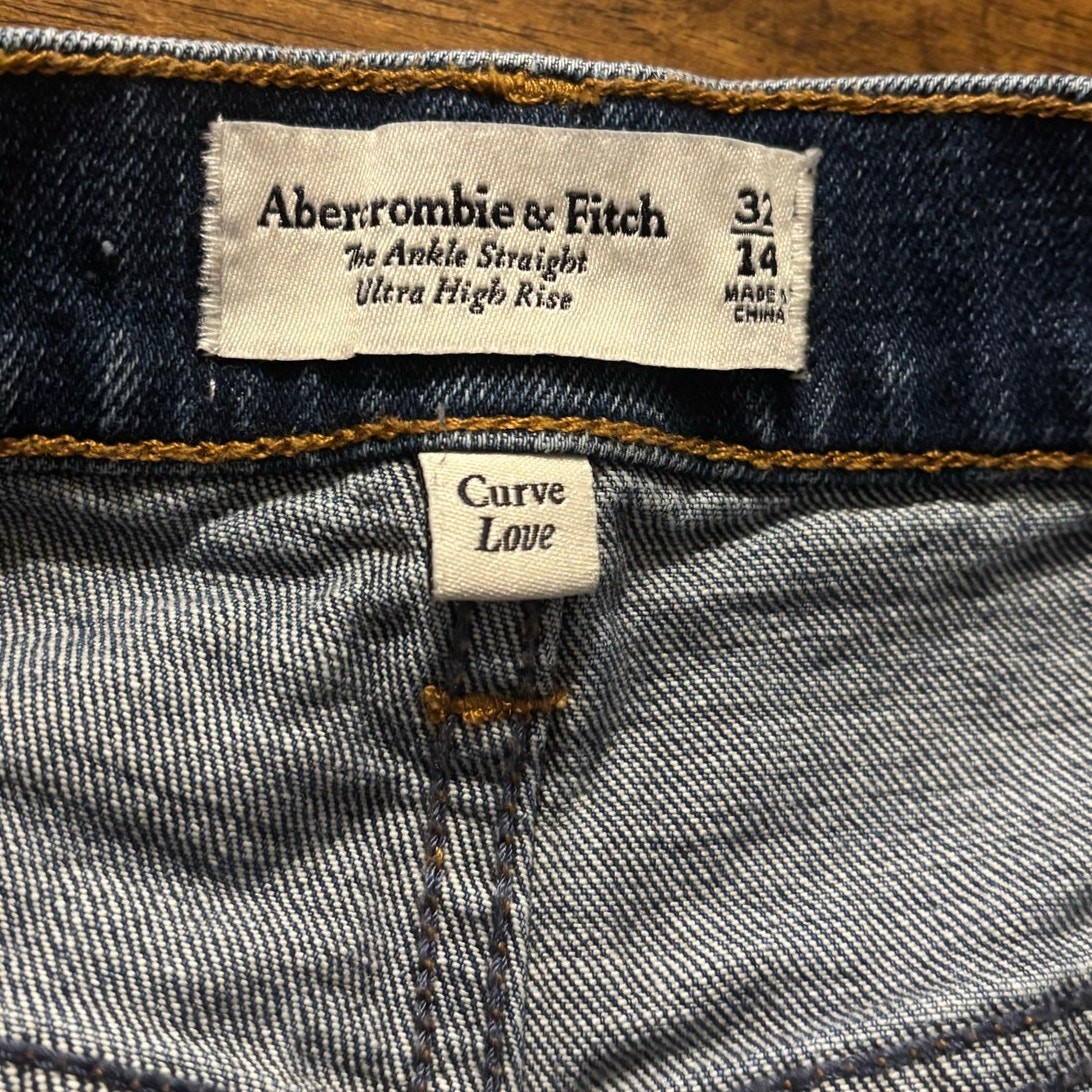 Abercrombie & Fitch
The Ankle Straight
Ultra High Rise
32
14
MADE IN
CHINA
Curve
Love